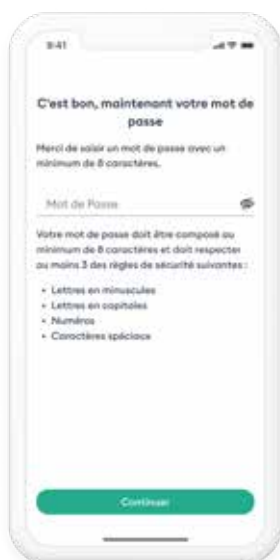 9:41
C'est bon, maintenant votre mot de
passe
Merci de saisir un mot de passe avec un
minimum de 8 caractères.
Mot de Passe
Votre mot de passe doit être composé au
minimum de 8 caractères et doit respecter
au moins 3 des règles de sécurité suivantes :
• Lettres en minuscules
• Lettres en capitales
• Numéros
• Caractères spéciaux
Continuer